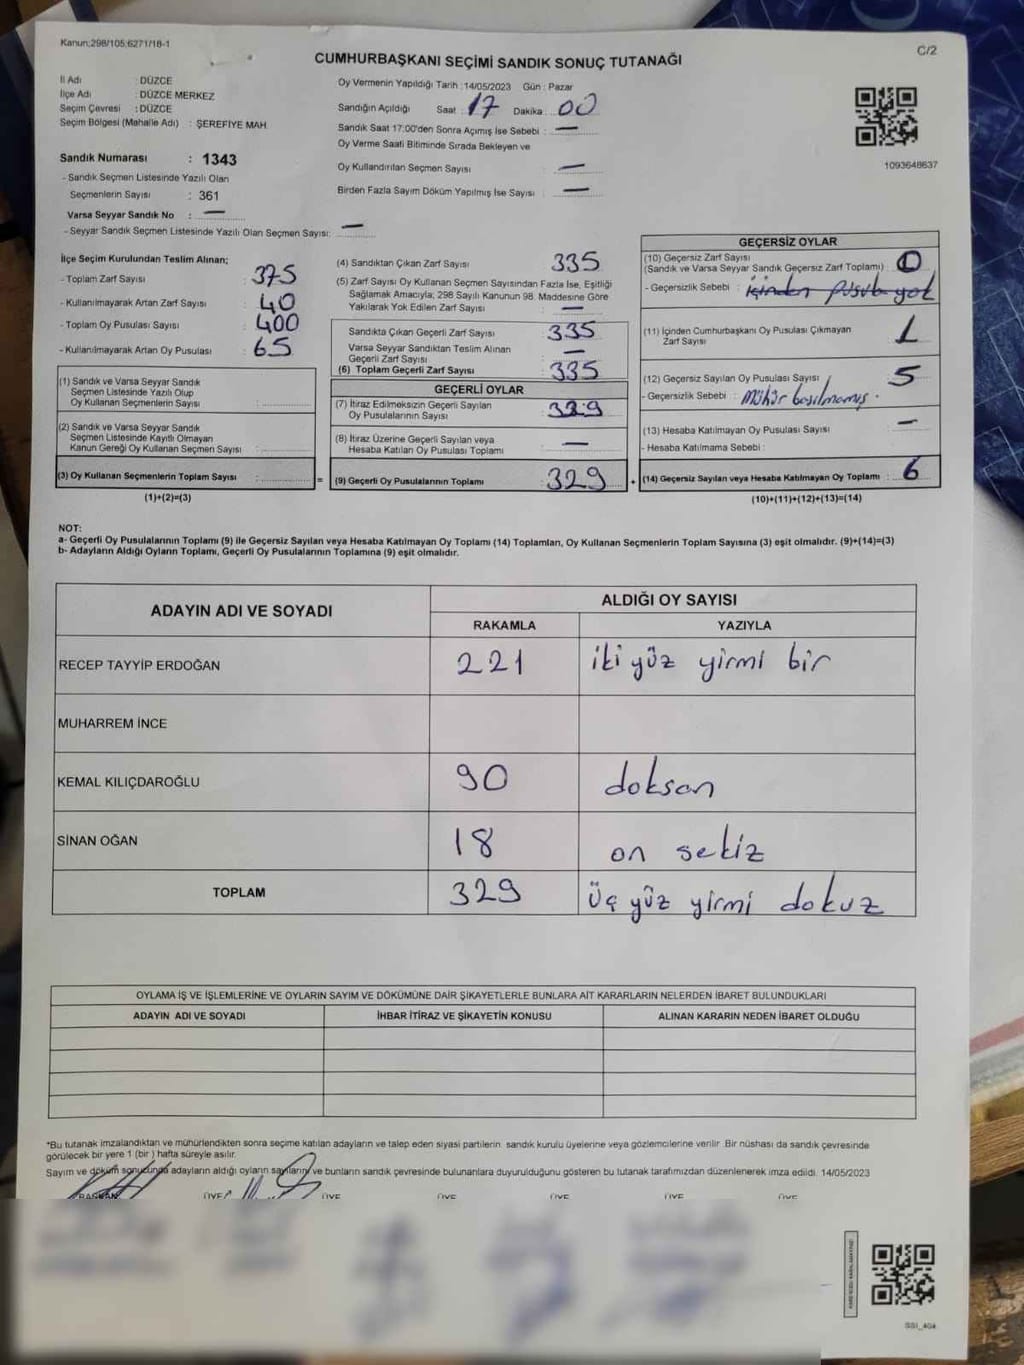 Kanun:298/105;6271/18-1
C/2
CUMHURBAŞKANI SEÇİMİ SANDIK SONUÇ TUTANAĞI
İl Adı : DÜZCE
İlçe Adı : DÜZCE MERKEZ
Seçim Çevresi : DÜZCE
Seçim Bölgesi (Mahalle Adı) : ŞEREFİYE MAH.
Sandık Numarası : 1343
- Sandık Seçmen Listesinde Yazılı Olan
Seçmenlerin Sayısı : 361
Varsa Seyyar Sandık No : —
- Seyyar Sandık Seçmen Listesinde Yazılı Olan Seçmen Sayısı: —
Oy Vermenin Yapıldığı Tarih :14/05/2023 Gün : Pazar
Sandığın Açıldığı Saat : 17 Dakika : 00
Sandık Saat 17:00'den Sonra Açımış İse Sebebi : —
Oy Verme Saati Bitiminde Sırada Bekleyen ve
Oy Kullandırılan Seçmen Sayısı : —
Birden Fazla Sayım Döküm Yapılmış İse Sayısı : —
1093648637
İlçe Seçim Kurulundan Teslim Alınan;
- Toplam Zarf Sayısı : 375
- Kullanılmayarak Artan Zarf Sayısı : 40
- Toplam Oy Pusulası Sayısı : 400
- Kullanılmayarak Artan Oy Pusulası : 65
(1) Sandık ve Varsa Seyyar Sandık
Seçmen Listesinde Yazılı Olup
Oy Kullanan Seçmenlerin Sayısı :
(2) Sandık ve Varsa Seyyar Sandık
Seçmen Listesinde Kayıtlı Olmayan
Kanun Gereği Oy Kullanan Seçmen Sayısı :
(3) Oy Kullanan Seçmenlerin Toplam Sayısı : =
(1)+(2)=(3)
(4) Sandıktan Çıkan Zarf Sayısı : 335
(5) Zarf Sayısı Oy Kullanan Seçmen Sayısından Fazla İse, Eşitliği
Sağlamak Amacıyla; 298 Sayılı Kanunun 98. Maddesine Göre
Yakılarak Yok Edilen Zarf Sayısı : —
Sandıkta Çıkan Geçerli Zarf Sayısı : 335
Varsa Seyyar Sandıktan Teslim Alınan
Geçerli Zarf Sayısı : —
(6) Toplam Geçerli Zarf Sayısı : 335
GEÇERLİ OYLAR
(7) İtiraz Edilmeksizin Geçerli Sayılan
Oy Pusulalarının Sayısı : 329
(8) İtiraz Üzerine Geçerli Sayılan veya
Hesaba Katılan Oy Pusulası Toplamı : —
(9) Geçerli Oy Pusulalarının Toplamı : 329 +
GEÇERSİZ OYLAR
(10) Geçersiz Zarf Sayısı
(Sandık ve Varsa Seyyar Sandık Geçersiz Zarf Toplamı) : 0
- Geçersizlik Sebebi : içinden pusula yok
(11) İçinden Cumhurbaşkanı Oy Pusulası Çıkmayan
Zarf Sayısı : 1
(12) Geçersiz Sayılan Oy Pusulası Sayısı : 5
- Geçersizlik Sebebi : Mühür basılmamış.
(13) Hesaba Katılmayan Oy Pusulası Sayısı : —
- Hesaba Katılmama Sebebi :
(14) Geçersiz Sayılan veya Hesaba Katılmayan Oy Toplamı : 6
(10)+(11)+(12)+(13)=(14)
NOT:
a- Geçerli Oy Pusulalarının Toplamı (9) ile Geçersiz Sayılan veya Hesaba Katılmayan Oy Toplamı (14) Toplamları, Oy Kullanan Seçmenlerin Toplam Sayısına (3) eşit olmalıdır. (9)+(14)=(3)
b- Adayların Aldığı Oyların Toplamı, Geçerli Oy Pusulalarının Toplamına (9) eşit olmalıdır.
ADAYIN ADI VE SOYADI
ALDIĞI OY SAYISI
RAKAMLA YAZIYLA
RECEP TAYYİP ERDOĞAN 221 iki yüz yirmi bir
MUHARREM İNCE
KEMAL KILIÇDAROĞLU 90 doksan
SİNAN OĞAN 18 on sekiz
TOPLAM 329 üç yüz yirmi dokuz
OYLAMA İŞ VE İŞLEMLERİNE VE OYLARIN SAYIM VE DÖKÜMÜNE DAİR ŞİKAYETLERLE BUNLARA AİT KARARLARIN NELERDEN İBARET BULUNDUKLARI
ADAYIN ADI VE SOYADI İHBAR İTİRAZ VE ŞİKAYETİN KONUSU ALINAN KARARIN NEDEN İBARET OLDUĞU
*Bu tutanak imzalandıktan ve mühürlendikten sonra seçime katılan adayların ve talep eden siyasi partilerin sandık kurulu üyelerine veya gözlemcilerine verilir. Bir nüshası da sandık çevresinde
görülecek bir yere 1 (bir ) hafta süreyle asılır.
Sayım ve döküm sonucunda adayların aldığı oyların sayılarını ve bunların sandık çevresinde bulunanlara duyurulduğunu gösteren bu tutanak tarafımızdan düzenlenerek imza edildi. 14/05/2023
BAŞKAN ÜYE ÜYE ÜYE ÜYE ÜYE ÜYE